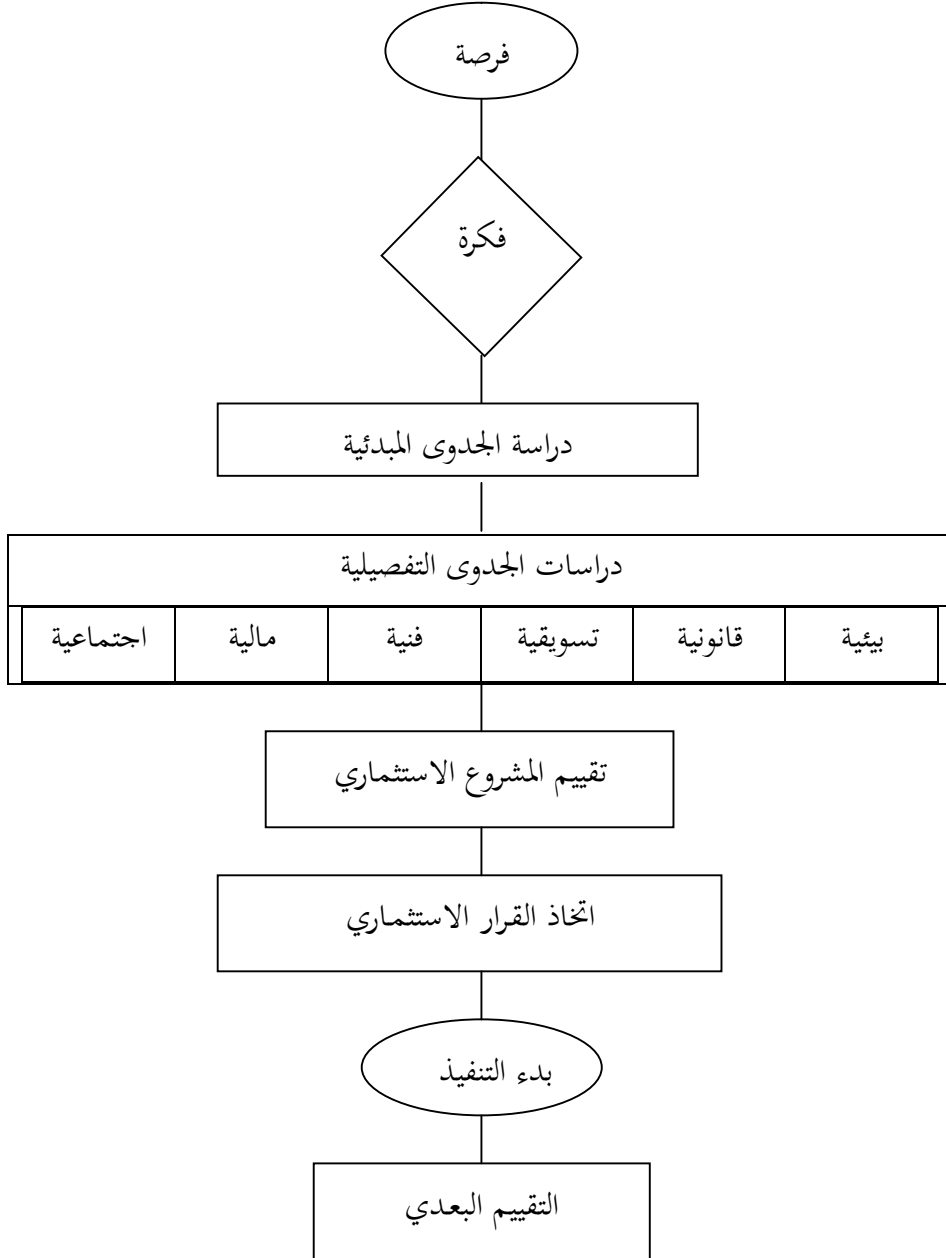 فرصة
فكرة
دراسة الجدوى المبدئية
دراسات الجدوى التفصيلية
بيئية
قانونية
تسويقية
فنية
مالية
اجتماعية
تقييم المشروع الاستثماري
اتخاذ القرار الاستثماري
بدء التنفيذ
التقييم البعدي